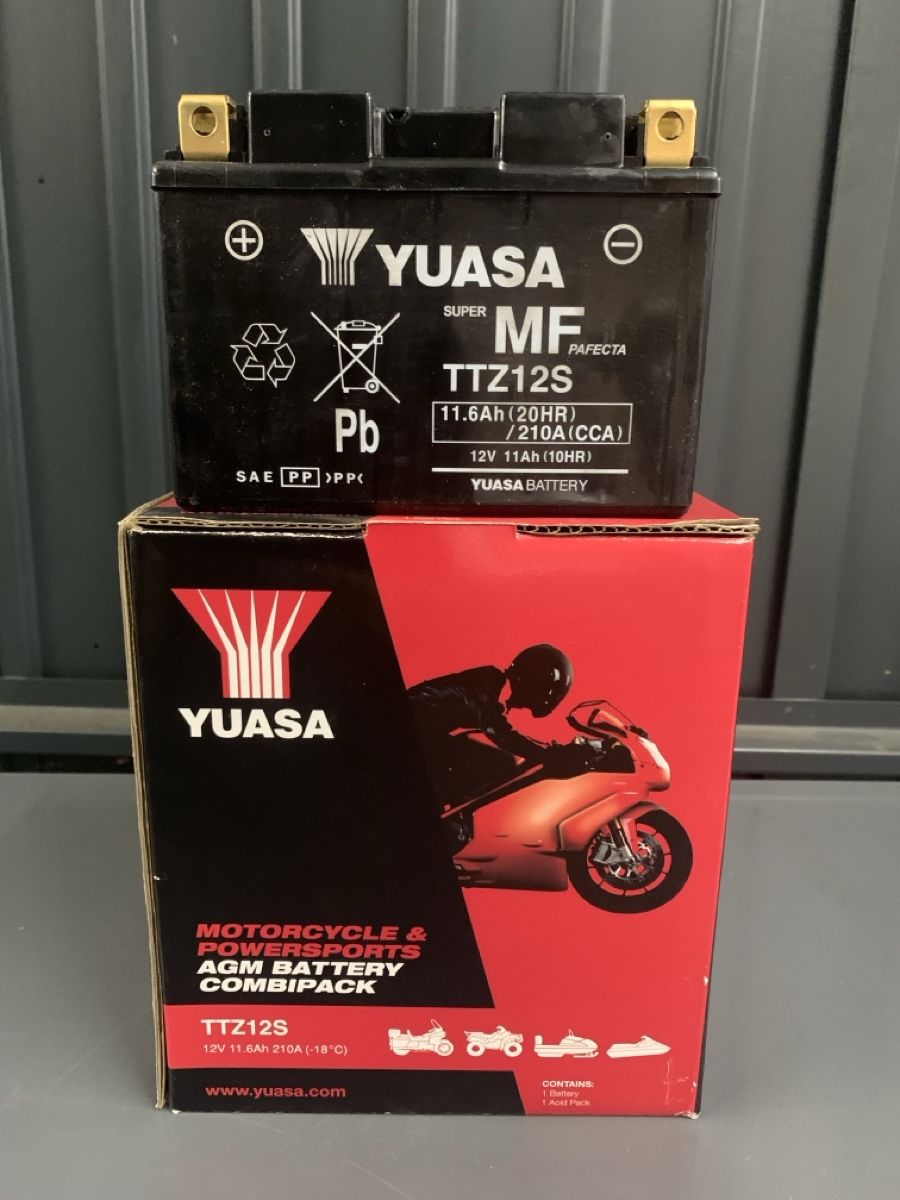 YUASA
SUPER MF PAFECTA
TTZ12S
11.6Ah(20HR)
/210A(CCA)
12V 11Ah(10HR)
YUASA BATTERY
Pb
SAE PP >PP<
YUASA
MOTORCYCLE &
POWERSPORTS
AGM BATTERY
COMBIPACK
TTZ12S
12V 11.6Ah 210A (-18°C)
www.yuasa.com
CONTAINS:
1 Battery
1 Acid Pack